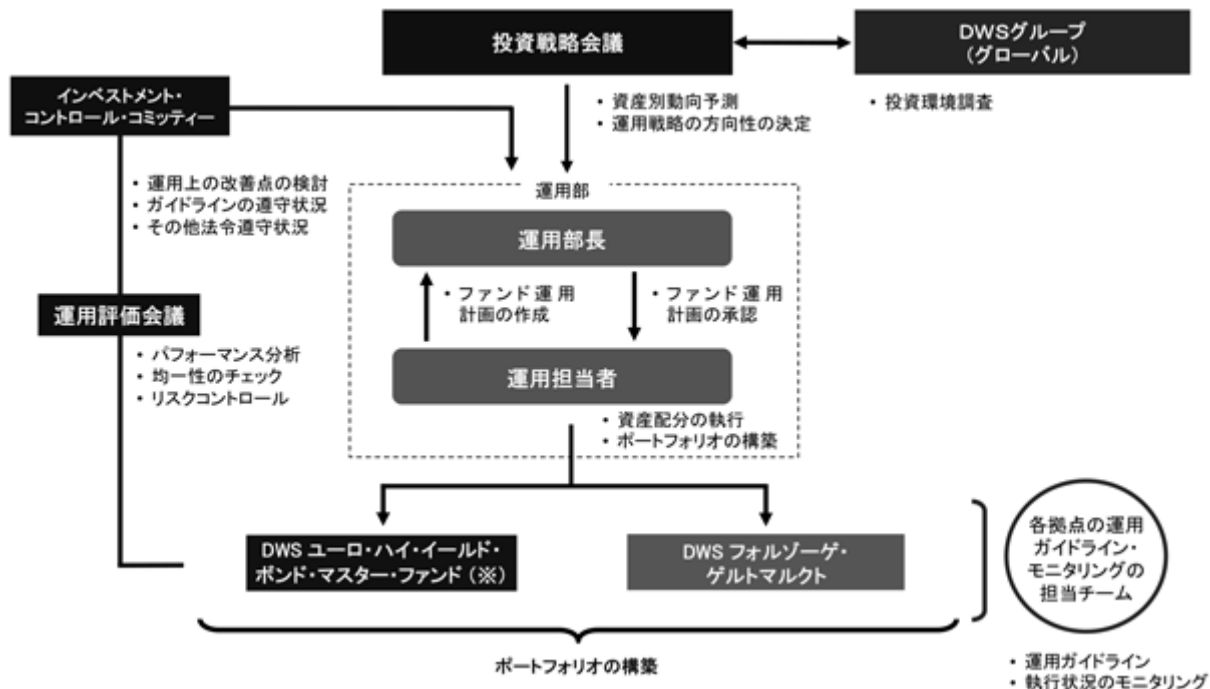 投資戦略会議
DWSグループ
(グローバル)
インベストメント・
コントロール・コミッティー
・資産別動向予測
・運用戦略の方向性の決定
・投資環境調査
・運用上の改善点の検討
・ガイドラインの遵守状況
・その他法令遵守状況
運用部
運用部長
・ファンド運用
計画の作成
・ファンド運用
計画の承認
運用評価会議
・パフォーマンス分析
・均一性のチェック
・リスクコントロール
運用担当者
・資産配分の執行
・ポートフォリオの構築
DWS ユーロ・ハイ・イールド・
ボンド・マスター・ファンド(※)
DWS フォルゾーゲ・
ゲルトマルクト
各拠点の運用
ガイドライン・
モニタリングの
担当チーム
ポートフォリオの構築
・運用ガイドライン
・執行状況のモニタリング